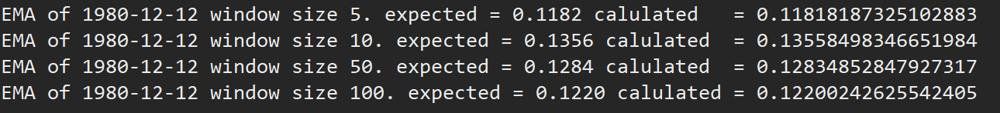 EMA of 1980-12-12 window size 5. expected = 0.1182 calulated   = 0.11818187325102883
EMA of 1980-12-12 window size 10. expected = 0.1356 calulated  = 0.13558498346651984
EMA of 1980-12-12 window size 50. expected = 0.1284 calulated  = 0.12834852847927317
EMA of 1980-12-12 window size 100. expected = 0.1220 calulated = 0.12200242625542405